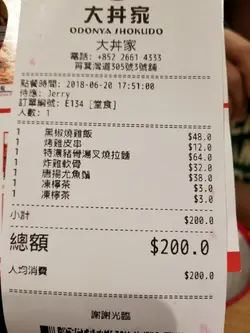 大丼家
ODONYA SHOKUDO
大丼家
電話: +852 2661 4333
筲箕灣道305號3號舖
點餐時間: 2018-06-20 17:51:00
侍應: Jerry
訂單編號: E134 [堂食]
人數: 1
1 黑椒燒雞飯 $48.0
1 烤雞皮串 $12.0
1 特濃豬骨湯叉燒拉麵 $64.0
1 炸雞軟骨 $32.0
1 唐揚尤魚鬚 $38.0
1 凍檸茶 $3.0
1 凍檸茶 $3.0
小計 $200.0
總額 $200.0
人均消費 $200.0
謝謝光臨